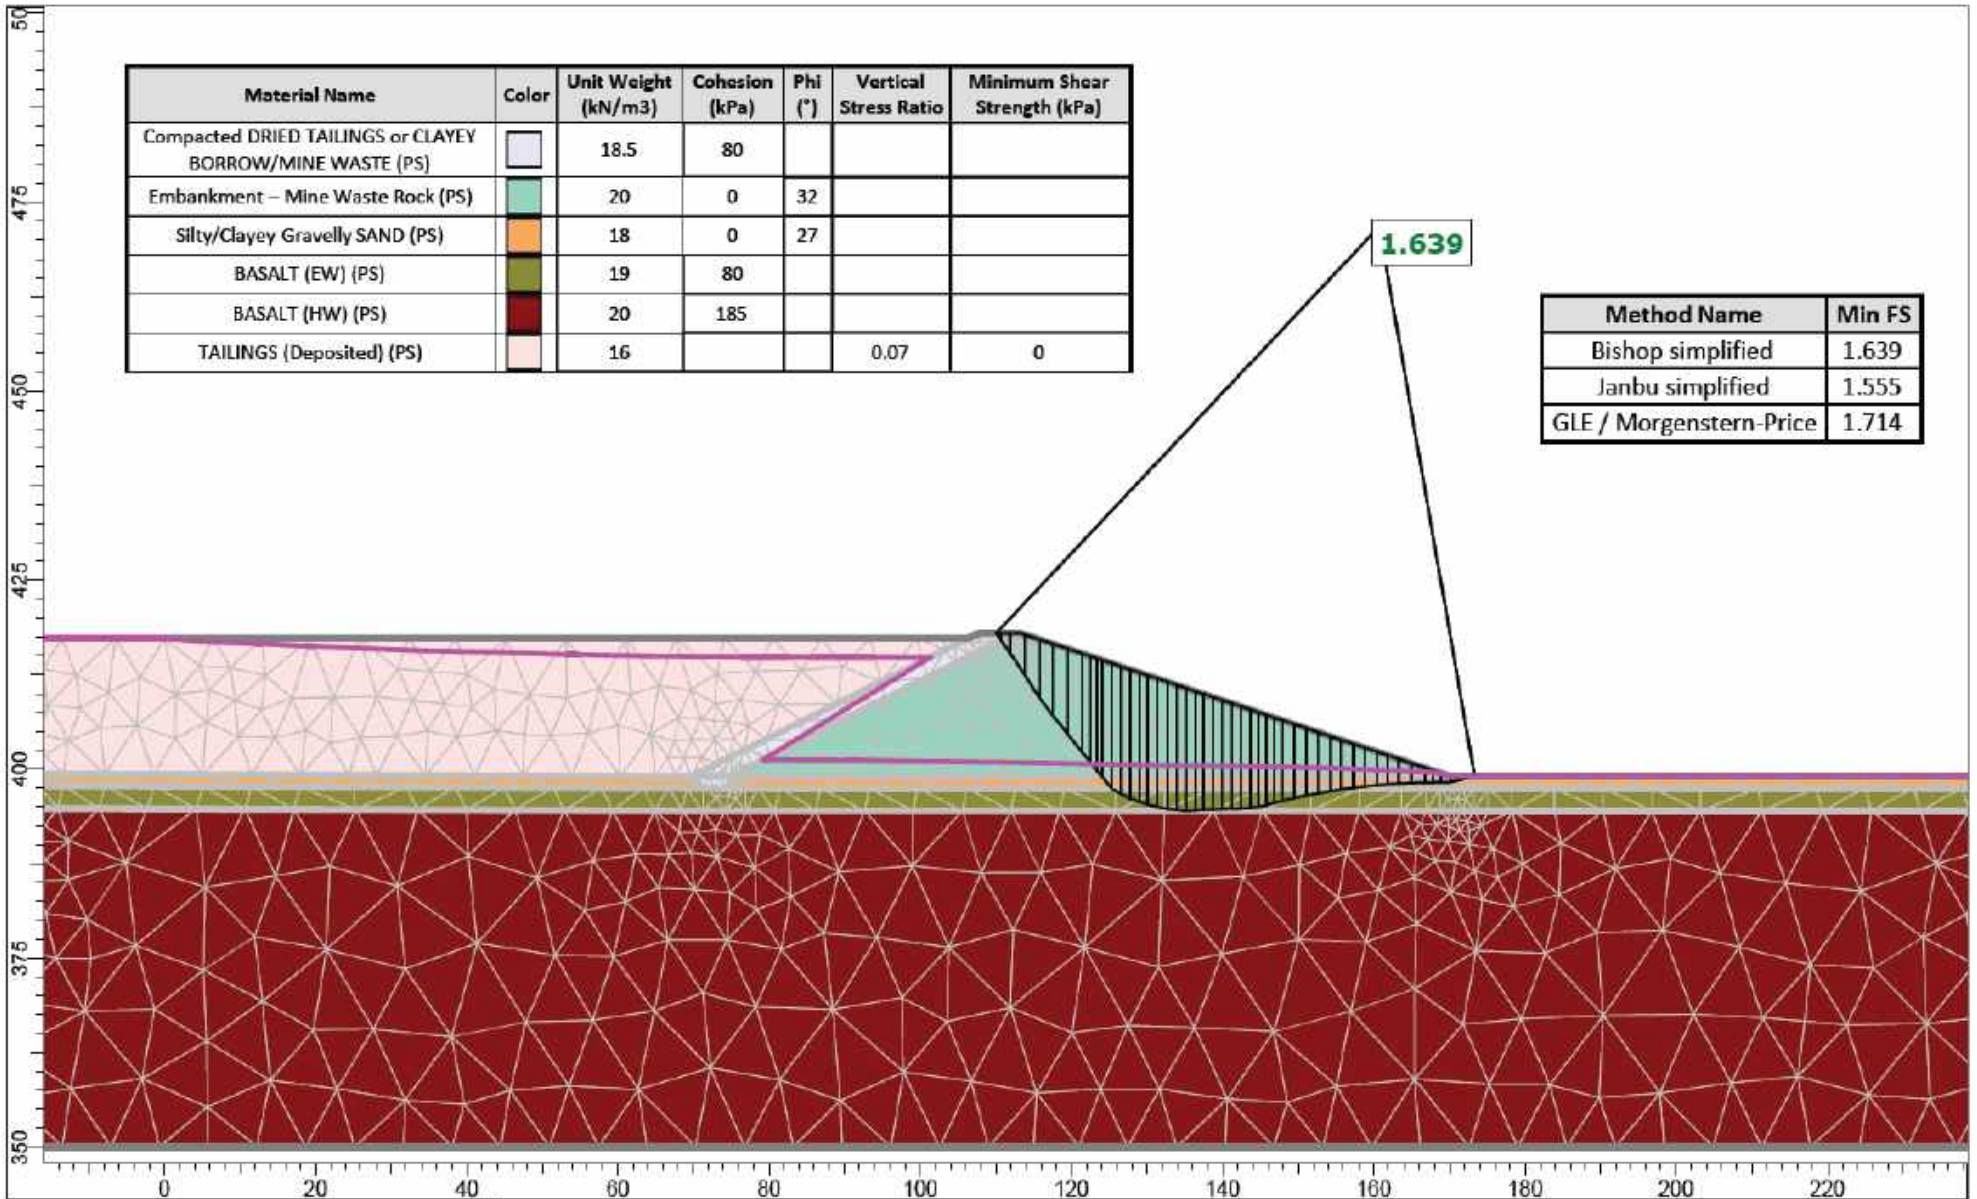 Material Name Color Unit Weight (kN/m3) Cohesion (kPa) Phi (°) Vertical Stress Ratio Minimum Shear Strength (kPa)
Compacted DRIED TAILINGS or CLAYEY BORROW/MINE WASTE (PS) 18.5 80
Embankment – Mine Waste Rock (PS) 20 0 32
Silty/Clayey Gravelly SAND (PS) 18 0 27
BASALT (EW) (PS) 19 80
BASALT (HW) (PS) 20 185
TAILINGS (Deposited) (PS) 16 0.07 0
1.639
Method Name Min FS
Bishop simplified 1.639
Janbu simplified 1.555
GLE / Morgenstern-Price 1.714
475
450
425
400
375
350
0 20 40 60 80 100 120 140 160 180 200 220